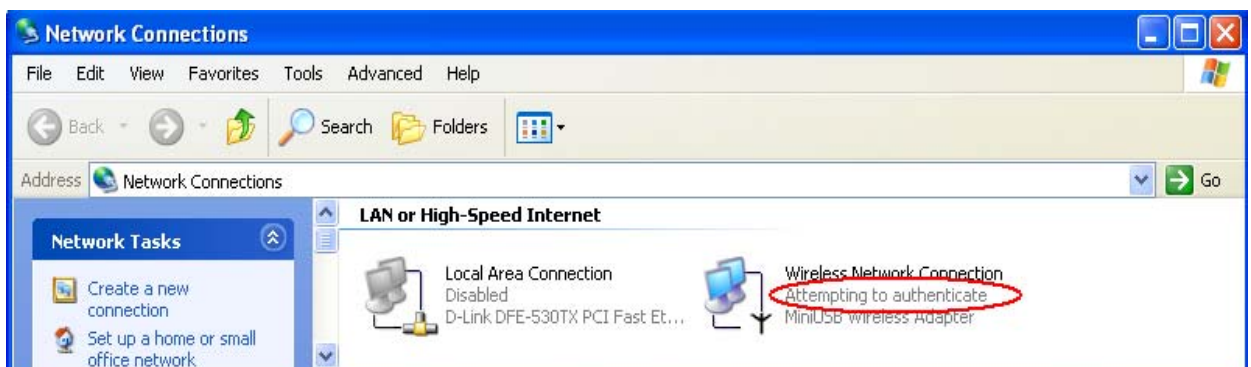 Network Connections
File Edit View Favorites Tools Advanced Help
Back Search Folders
Address Network Connections Go
Network Tasks
Create a new
connection
Set up a home or small
office network
LAN or High-Speed Internet
Local Area Connection
Disabled
D-Link DFE-530TX PCI Fast Et...
Wireless Network Connection
Attempting to authenticate
MiniUSB Wireless Adapter